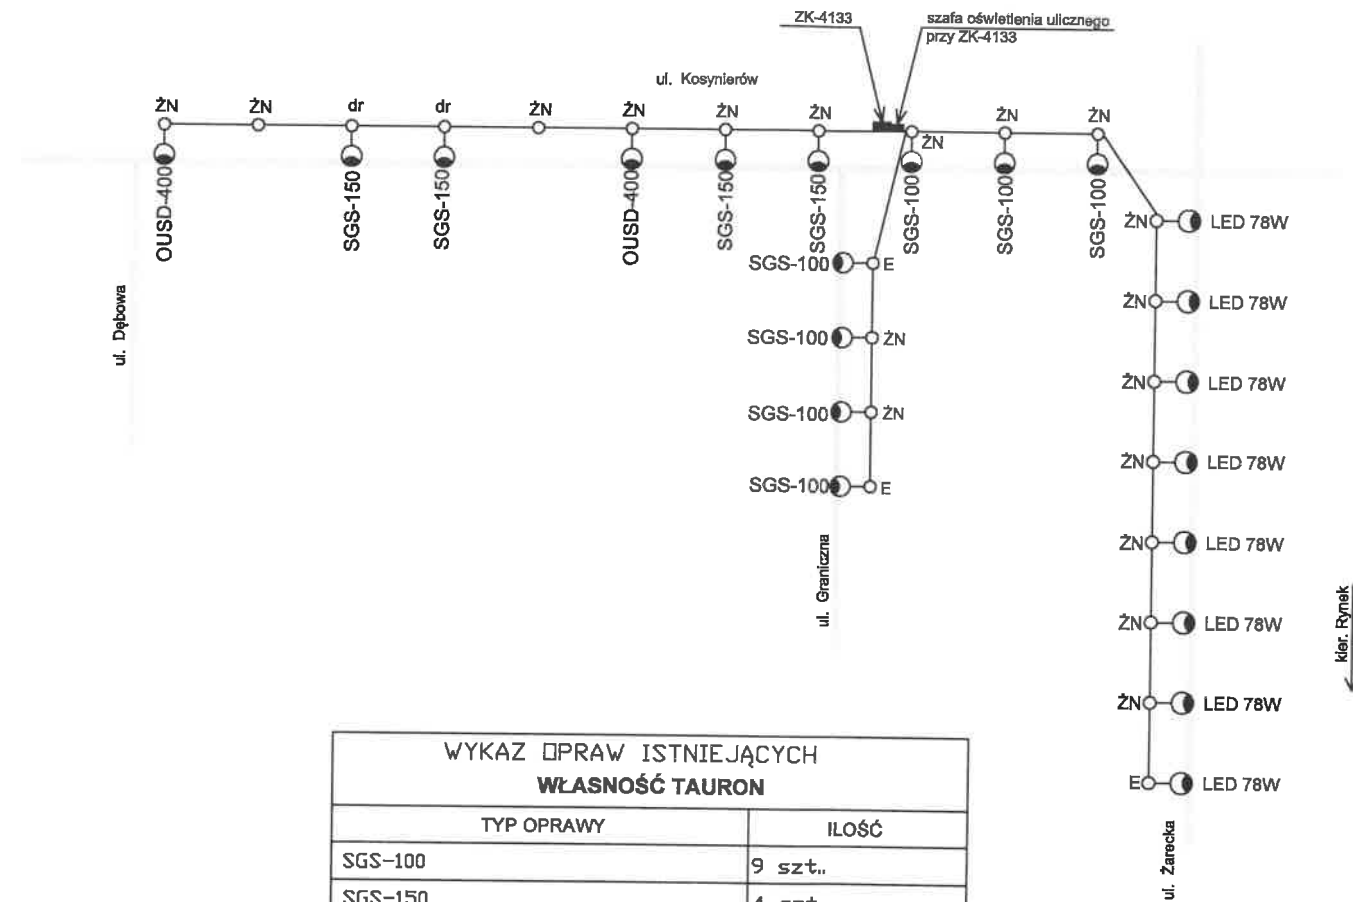 ZK-4133
szafa oświetlenia ulicznego
przy ZK-4133
ul. Kosynierów
ŻN
ŻN
dr
dr
ŻN
ŻN
ŻN
ŻN
ŻN
ŻN
ŻN
OUSD-400
SGS-150
SGS-150
OUSD-400
SGS-150
SGS-150
SGS-100
SGS-100
SGS-100
ŻN LED 78W
SGS-100 E
ŻN LED 78W
ul. Dębowa
SGS-100 ŻN
ŻN LED 78W
SGS-100 ŻN
ŻN LED 78W
SGS-100 E
ŻN LED 78W
ul. Graniczna
ŻN LED 78W
kier. Rynek
ŻN LED 78W
E LED 78W
ul. Żarecka
WYKAZ OPRAW ISTNIEJĄCYCH
WŁASNOŚĆ TAURON
TYP OPRAWY ILOŚĆ
SGS-100 9 szt..
SGS-150 4 szt